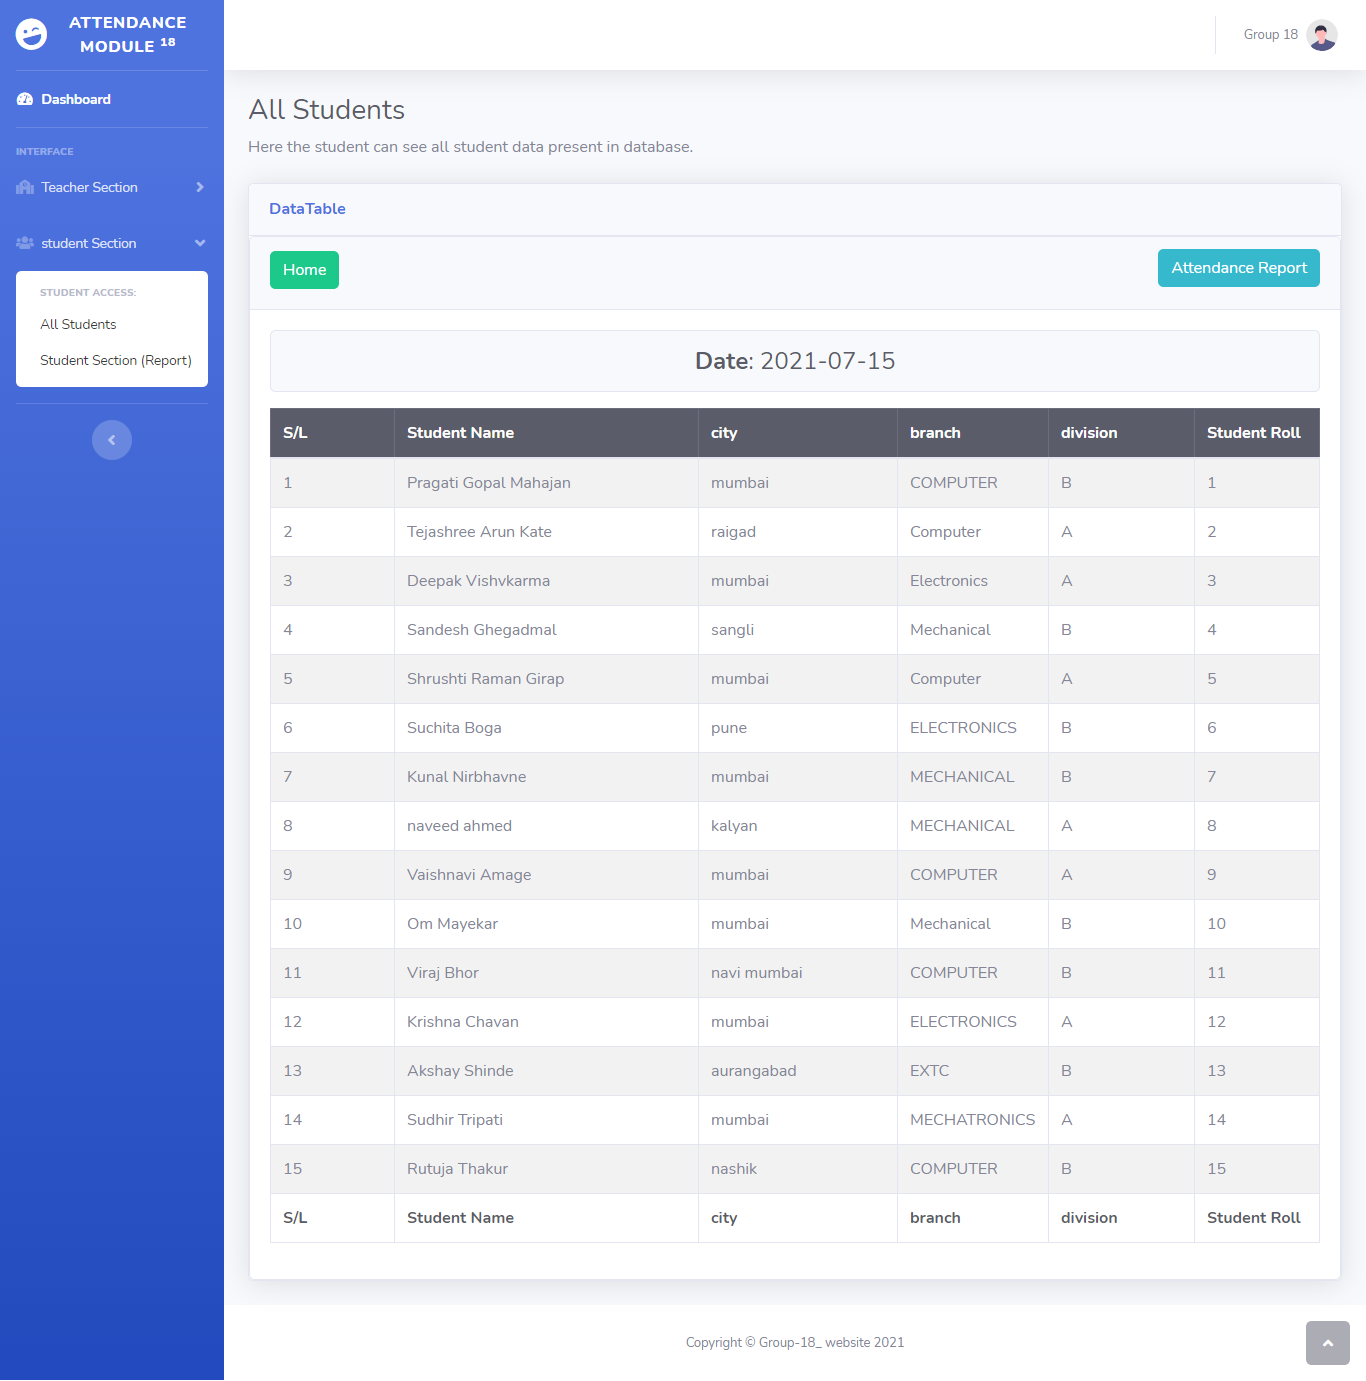 ATTENDANCE
MODULE 18
Group 18
Dashboard
INTERFACE
Teacher Section
student Section
STUDENT ACCESS:
All Students
Student Section (Report)
All Students
Here the student can see all student data present in database.
DataTable
Home
Attendance Report
Date: 2021-07-15
S/L Student Name city branch division Student Roll
1 Pragati Gopal Mahajan mumbai COMPUTER B 1
2 Tejashree Arun Kate raigad Computer A 2
3 Deepak Vishvkarma mumbai Electronics A 3
4 Sandesh Ghegadmal sangli Mechanical B 4
5 Shrushti Raman Girap mumbai Computer A 5
6 Suchita Boga pune ELECTRONICS B 6
7 Kunal Nirbhavne mumbai MECHANICAL B 7
8 naveed ahmed kalyan MECHANICAL A 8
9 Vaishnavi Amage mumbai COMPUTER A 9
10 Om Mayekar mumbai Mechanical B 10
11 Viraj Bhor navi mumbai COMPUTER B 11
12 Krishna Chavan mumbai ELECTRONICS A 12
13 Akshay Shinde aurangabad EXTC B 13
14 Sudhir Tripati mumbai MECHATRONICS A 14
15 Rutuja Thakur nashik COMPUTER B 15
S/L Student Name city branch division Student Roll
Copyright © Group-18_ website 2021